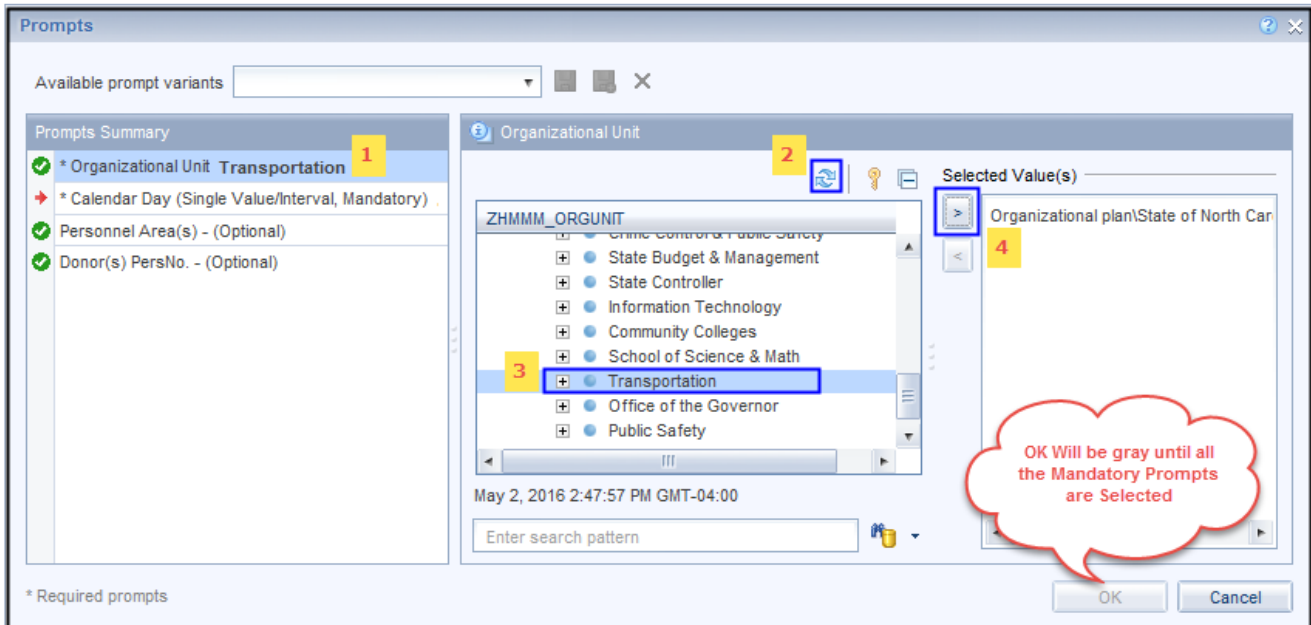 Prompts
Available prompt variants
Prompts Summary
* Organizational Unit Transportation
1
* Calendar Day (Single Value/Interval, Mandatory)
Personnel Area(s) - (Optional)
Donor(s) PersNo. - (Optional)
Organizational Unit
2
Selected Value(s)
ZHMMM_ORGUNIT
Crime Control & Public Safety
State Budget & Management
State Controller
Information Technology
Community Colleges
School of Science & Math
3
Transportation
Office of the Governor
Public Safety
>
<
4
Organizational plan\State of North Car
May 2, 2016 2:47:57 PM GMT-04:00
Enter search pattern
OK Will be gray until all
the Mandatory Prompts
are Selected
* Required prompts
OK
Cancel